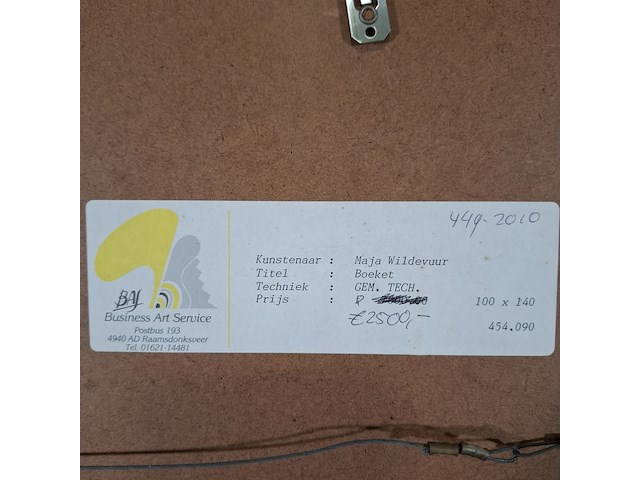 449-2010
Kunstenaar : Maja Wildevuur
Titel : Boeket
Techniek : GEM. TECH.
Prijs :
100 x 140
€2500,-
454.090
BAS
Business Art Service
Postbus 193
4940 AD Raamsdonksveer
Tel. 01621-14481